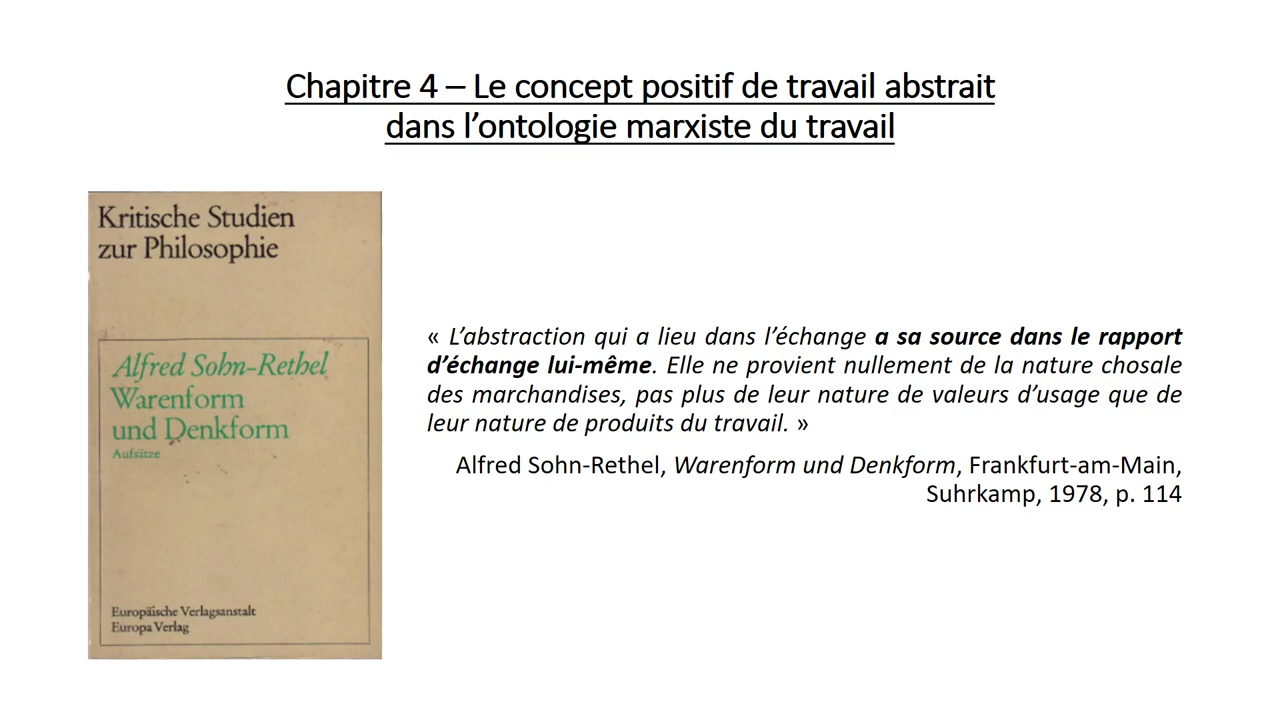 Chapitre 4 – Le concept positif de travail abstrait
dans l’ontologie marxiste du travail
Kritische Studien
zur Philosophie
Alfred Sohn-Rethel
Warenform
und Denkform
Aufsätze
Europäische Verlagsanstalt
Europa Verlag
« L’abstraction qui a lieu dans l’échange a sa source dans le rapport
d’échange lui-même. Elle ne provient nullement de la nature chosale
des marchandises, pas plus de leur nature de valeurs d’usage que de
leur nature de produits du travail. »
Alfred Sohn-Rethel, Warenform und Denkform, Frankfurt-am-Main,
Suhrkamp, 1978, p. 114